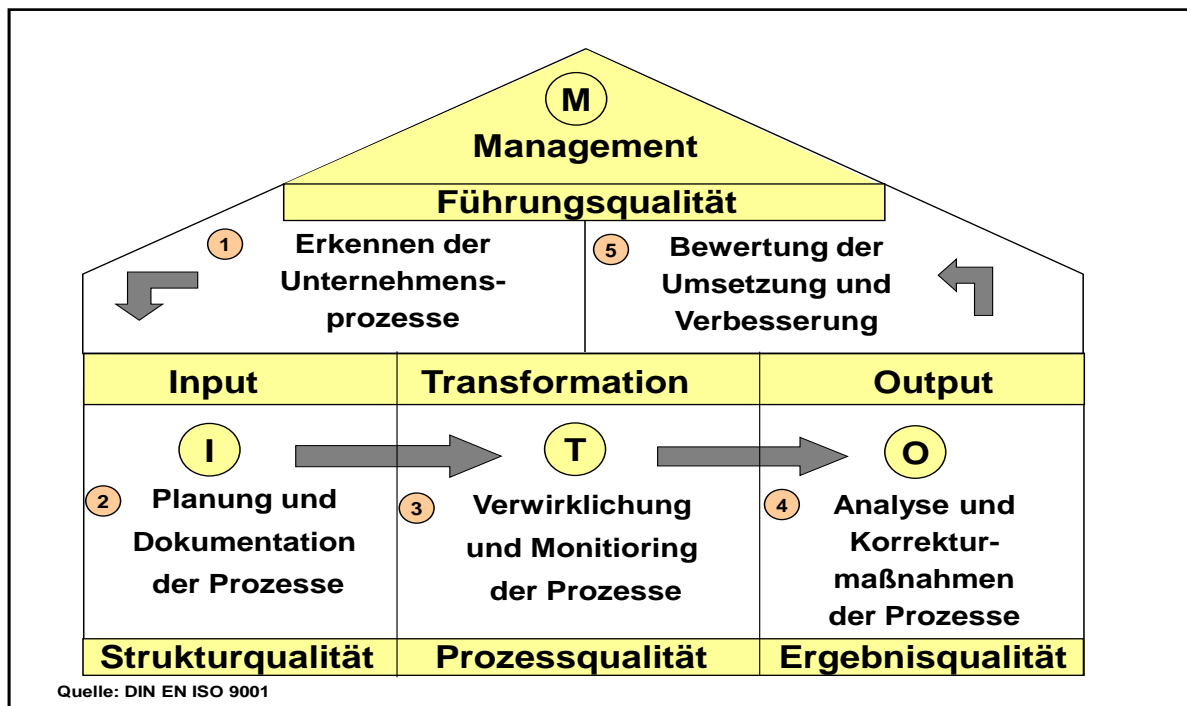 M
Management
Führungsqualität
1
Erkennen der
Unternehmens-
prozesse
5
Bewertung der
Umsetzung und
Verbesserung
Input
Transformation
Output
I
T
O
2
Planung und
Dokumentation
der Prozesse
3
Verwirklichung
und Monitioring
der Prozesse
4
Analyse und
Korrektur-
maßnahmen
der Prozesse
Strukturqualität
Prozessqualität
Ergebnisqualität
Quelle: DIN EN ISO 9001